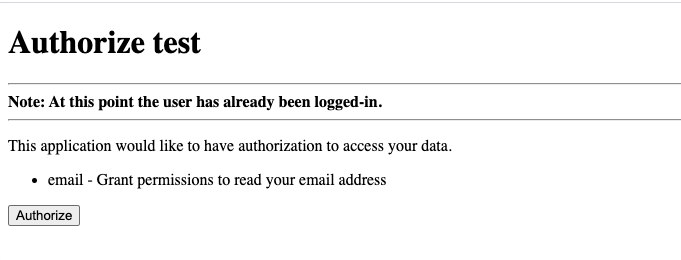 Authorize test
Note: At this point the user has already been logged-in.
This application would like to have authorization to access your data.
• email - Grant permissions to read your email address
Authorize